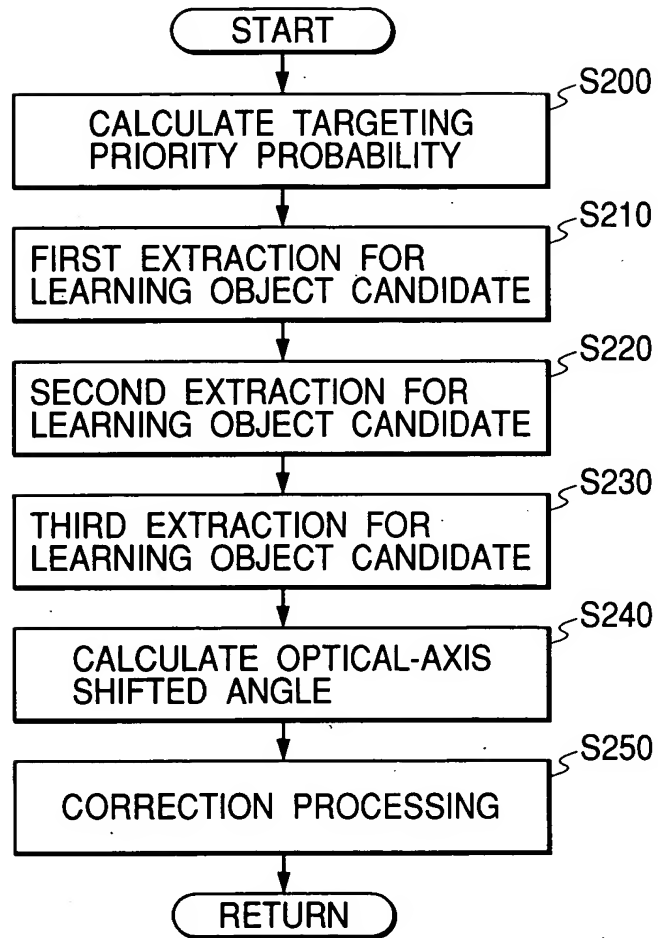 START
S200
CALCULATE TARGETING
PRIORITY PROBABILITY
S210
FIRST EXTRACTION FOR
LEARNING OBJECT CANDIDATE
S220
SECOND EXTRACTION FOR
LEARNING OBJECT CANDIDATE
S230
THIRD EXTRACTION FOR
LEARNING OBJECT CANDIDATE
S240
CALCULATE OPTICAL-AXIS
SHIFTED ANGLE
S250
CORRECTION PROCESSING
RETURN